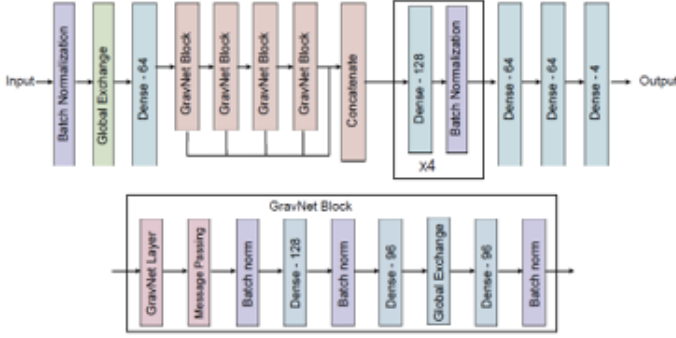 Input
Batch Normalization
Global Exchange
Dense - 64
GravNet Block
GravNet Block
GravNet Block
GravNet Block
Concatenate
Dense - 128
Batch Normalization
x4
Dense - 64
Dense - 64
Dense - 4
Output
GravNet Block
GravNet Layer
Message Passing
Batch norm
Dense - 128
Batch norm
Dense - 96
Global Exchange
Dense - 96
Batch norm